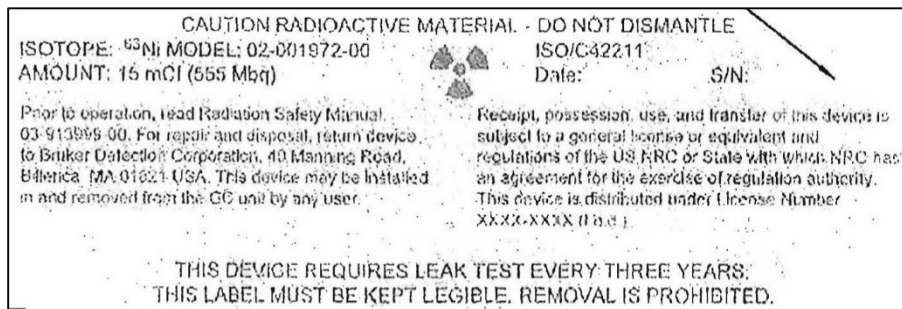 CAUTION RADIOACTIVE MATERIAL - DO NOT DISMANTLE
ISOTOPE: ⁶³Ni MODEL: 02-001972-00
AMOUNT: 15 mCi (555 Mbq)
ISO/C42211
Date: S/N:
Prior to operation, read Radiation Safety Manual
03-913999-00. For repair and disposal, return device
to Bruker Detection Corporation, 40 Manning Road,
Billerica MA 01821 USA. This device may be installed
in and removed from the GC unit by any user.
Receipt, possession, use, and transfer of this device is
subject to a general license or equivalent and
regulations of the US NRC or State with which NRC has
an agreement for the exercise of regulation authority.
This device is distributed under License Number
XXXX-XXXX (t.b.d.)
THIS DEVICE REQUIRES LEAK TEST EVERY THREE YEARS.
THIS LABEL MUST BE KEPT LEGIBLE. REMOVAL IS PROHIBITED.